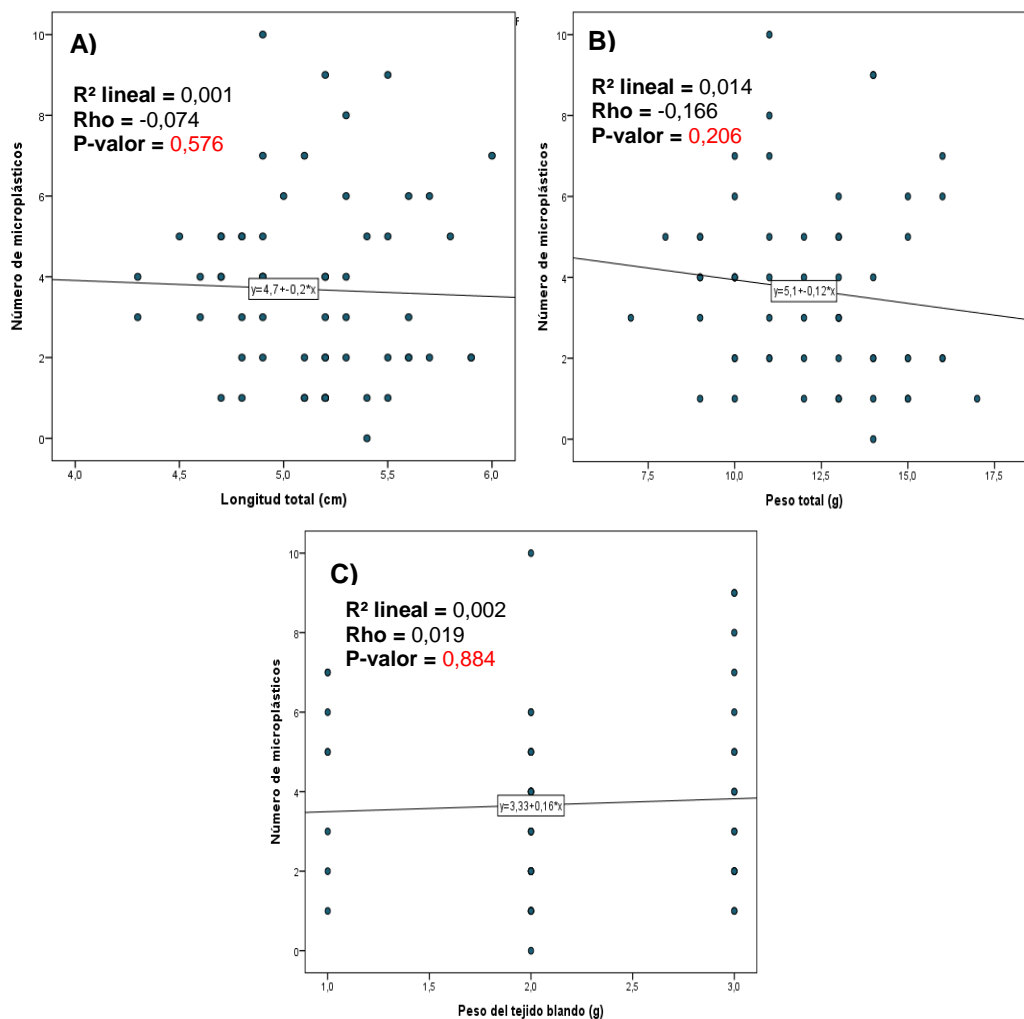 A)
R² lineal = 0,001
Rho = -0,074
P-valor = 0,576
Número de microplásticos
10
8
6
4
2
0
y=4,7+-0,2*x
4,0 4,5 5,0 5,5 6,0
Longitud total (cm)
B)
R² lineal = 0,014
Rho = -0,166
P-valor = 0,206
Número de microplásticos
10
8
6
4
2
0
y=5,1+-0,12*x
7,5 10,0 12,5 15,0 17,5
Peso total (g)
C)
R² lineal = 0,002
Rho = 0,019
P-valor = 0,884
Número de microplásticos
10
8
6
4
2
0
y=3,33+0,16*x
1,0 1,5 2,0 2,5 3,0
Peso del tejido blando (g)